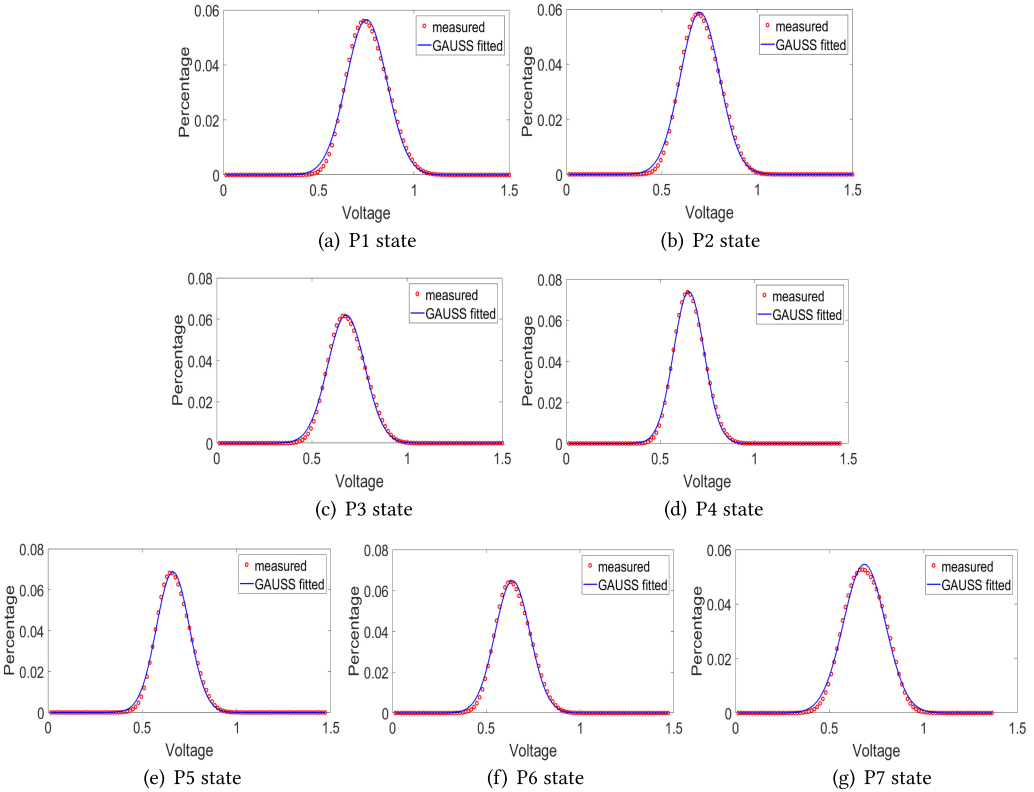 0.06
0.04
0.02
0
Percentage
measured
GAUSS fitted
0 0.5 1 1.5
Voltage
(a) P1 state
0.06
0.04
0.02
0
Percentage
measured
GAUSS fitted
0 0.5 1 1.5
Voltage
(b) P2 state
0.08
0.06
0.04
0.02
0
Percentage
measured
GAUSS fitted
0 0.5 1 1.5
Voltage
(c) P3 state
0.08
0.06
0.04
0.02
0
Percentage
measured
GAUSS fitted
0 0.5 1 1.5
Voltage
(d) P4 state
0.08
0.06
0.04
0.02
0
Percentage
measured
GAUSS fitted
0 0.5 1 1.5
Voltage
(e) P5 state
0.08
0.06
0.04
0.02
0
Percentage
measured
GAUSS fitted
0 0.5 1 1.5
Voltage
(f) P6 state
0.06
0.04
0.02
0
Percentage
measured
GAUSS fitted
0 0.5 1 1.5
Voltage
(g) P7 state